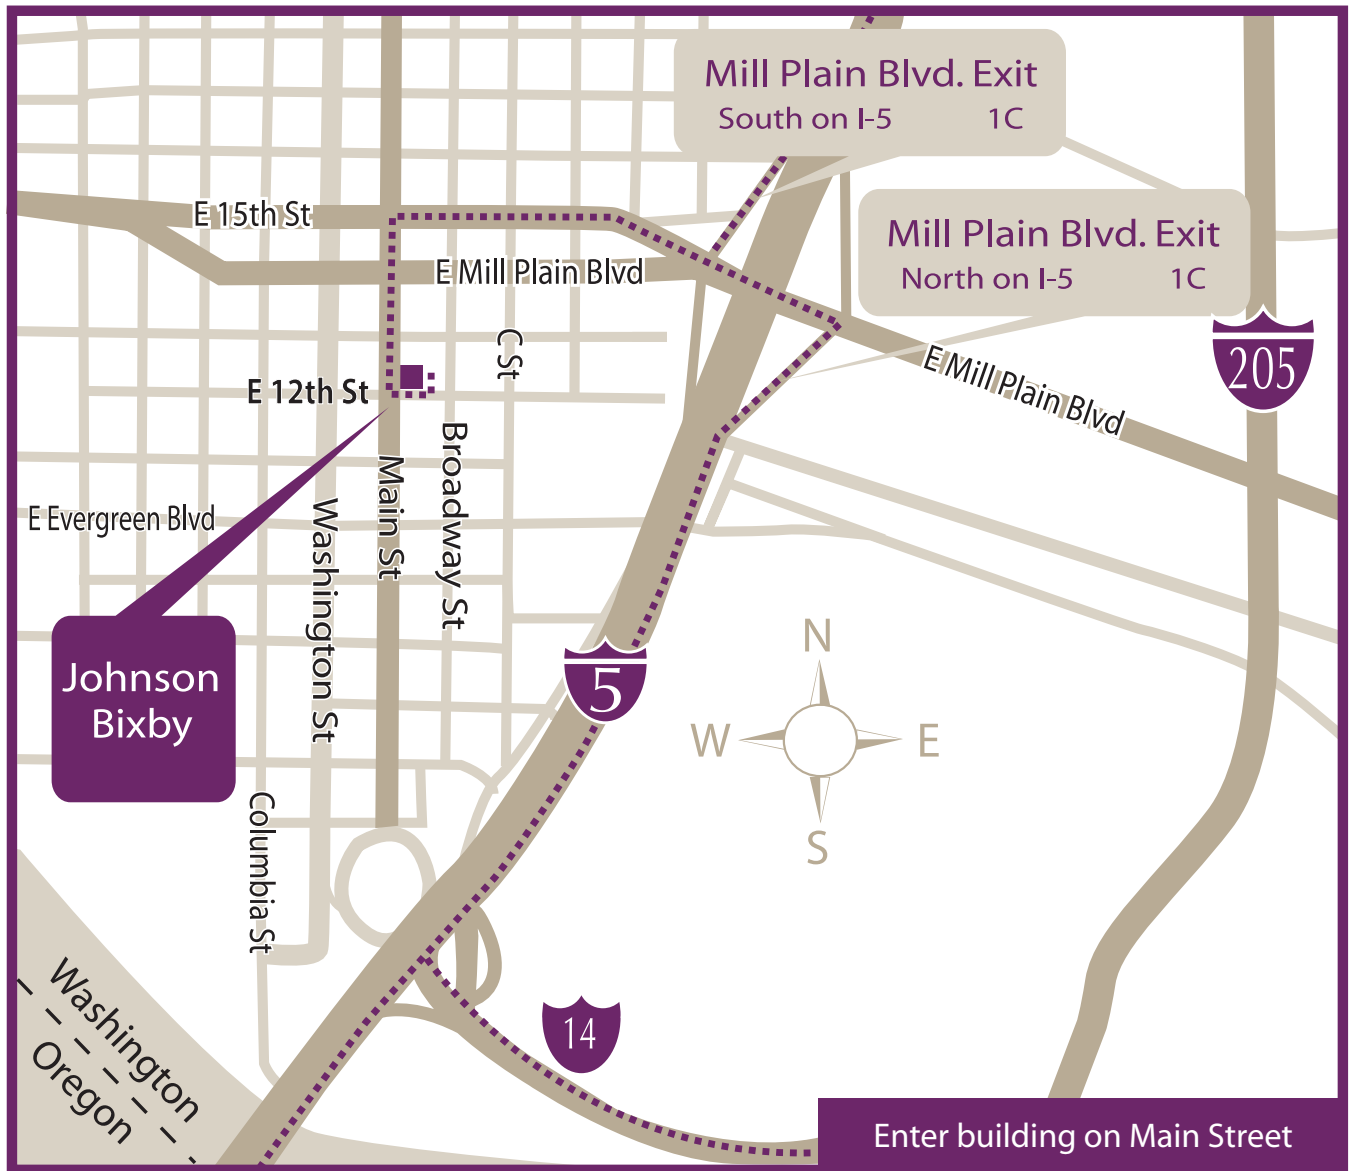 Mill Plain Blvd. Exit
South on I-5 1C
E 15th St
Mill Plain Blvd. Exit
North on I-5 1C
E Mill Plain Blvd
C St
205
E Mill Plain Blvd
E 12th St
Broadway St
Main St
Washington St
E Evergreen Blvd
Johnson
Bixby
5
N
W
E
S
Columbia St
Washington
Oregon
14
Enter building on Main Street